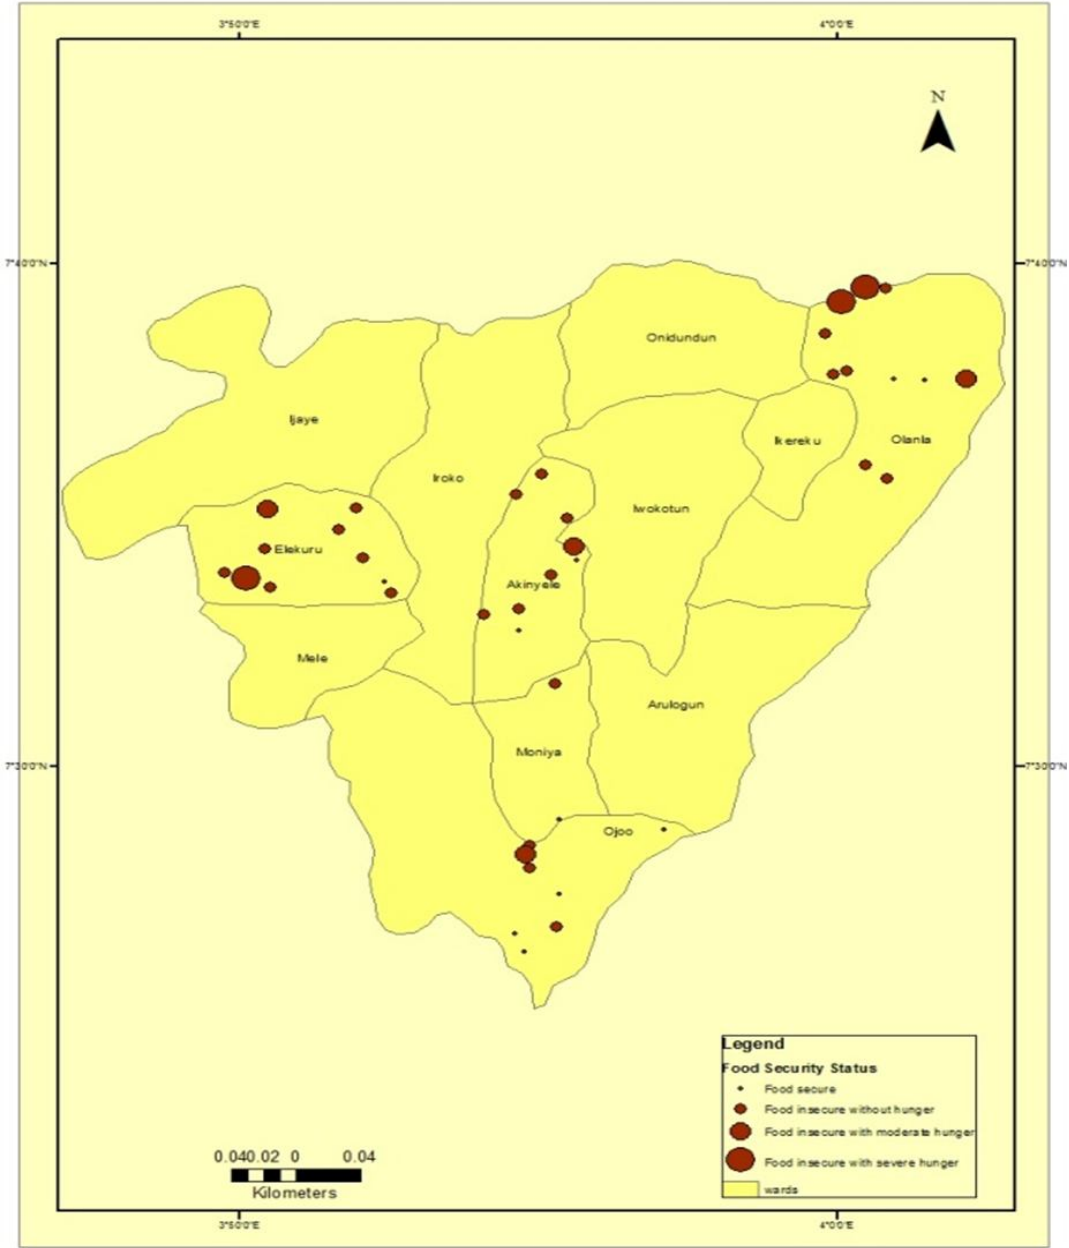 3°50'0"E 4°0'0"E
N
7°40'0"N 7°40'0"N
Onidundun
Ijaye
Ikereku
Olanla
Iroko
Iwokotun
Elekuru
Akinyele
Mele
Arulogun
Moniya
7°30'0"N 7°30'0"N
Ojoo
Legend
Food Security Status
Food secure
Food insecure without hunger
Food insecure with moderate hunger
Food insecure with severe hunger
wards
0.040.02 0 0.04
Kilometers
3°50'0"E 4°0'0"E